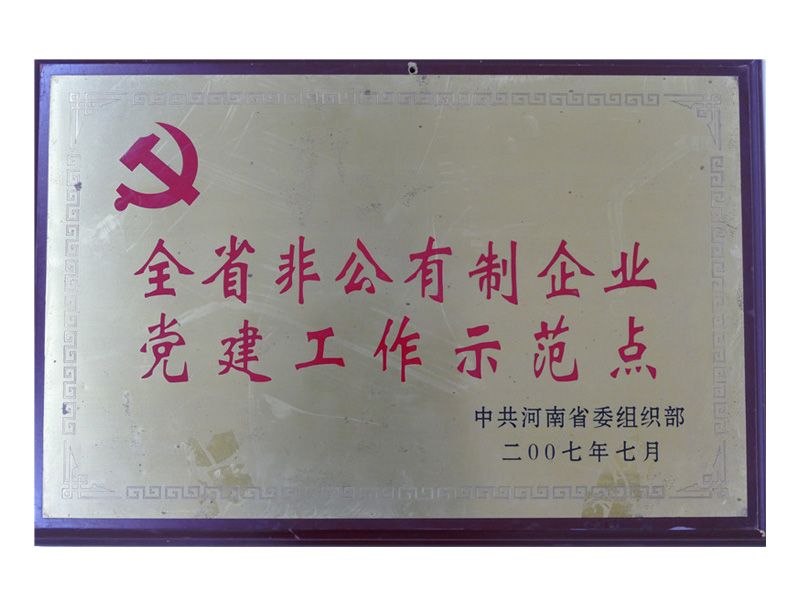 全省非公有制企业
党建工作示范点
中共河南省委组织部
二00七年七月